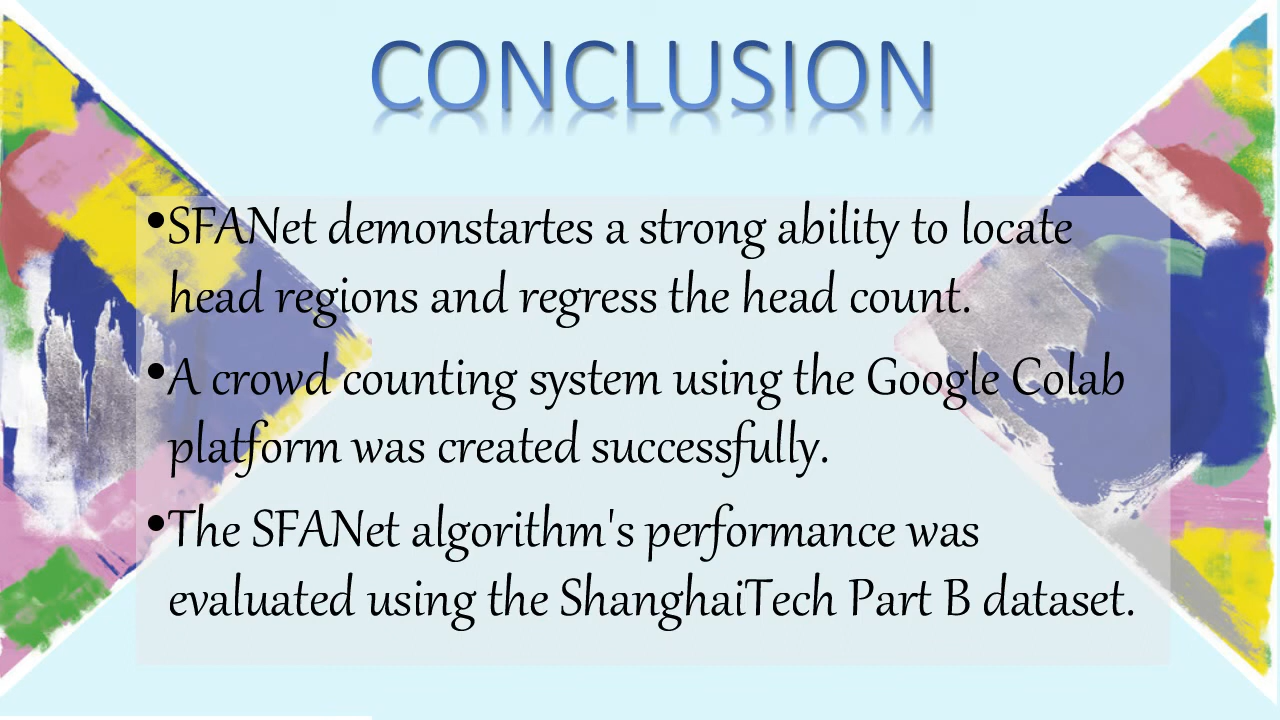 CONCLUSION
•SFANet demonstartes a strong ability to locate
head regions and regress the head count.
•A crowd counting system using the Google Colab
platform was created successfully.
•The SFANet algorithm's performance was
evaluated using the ShanghaiTech Part B dataset.